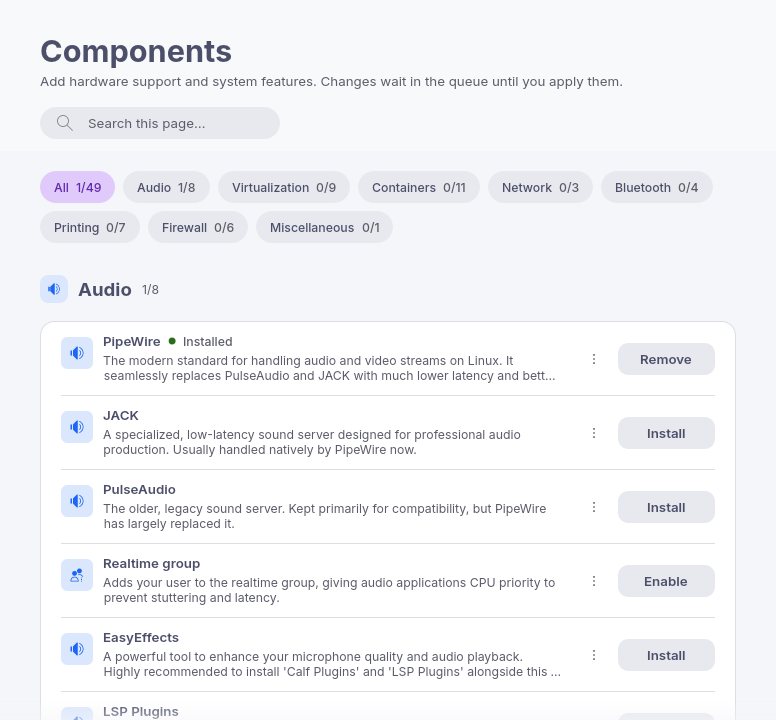 Components
Add hardware support and system features. Changes wait in the queue until you apply them.
Search this page...
All 1/49 Audio 1/8 Virtualization 0/9 Containers 0/11 Network 0/3 Bluetooth 0/4
Printing 0/7 Firewall 0/6 Miscellaneous 0/1
Audio 1/8
PipeWire Installed
The modern standard for handling audio and video streams on Linux. It
seamlessly replaces PulseAudio and JACK with much lower latency and bett...
Remove
JACK
A specialized, low-latency sound server designed for professional audio
production. Usually handled natively by PipeWire now.
Install
PulseAudio
The older, legacy sound server. Kept primarily for compatibility, but PipeWire
has largely replaced it.
Install
Realtime group
Adds your user to the realtime group, giving audio applications CPU priority to
prevent stuttering and latency.
Enable
EasyEffects
A powerful tool to enhance your microphone quality and audio playback.
Highly recommended to install 'Calf Plugins' and 'LSP Plugins' alongside this ...
Install
LSP Plugins